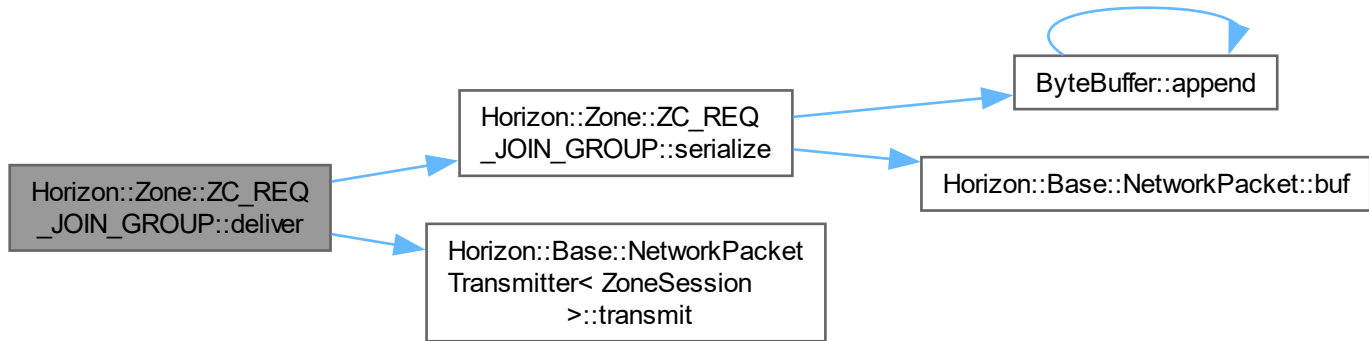 Horizon::Zone::ZC_REQ
_JOIN_GROUP::deliver
Horizon::Zone::ZC_REQ
_JOIN_GROUP::serialize
ByteBuffer::append
Horizon::Base::NetworkPacket::buf
Horizon::Base::NetworkPacket
Transmitter< ZoneSession
>::transmit